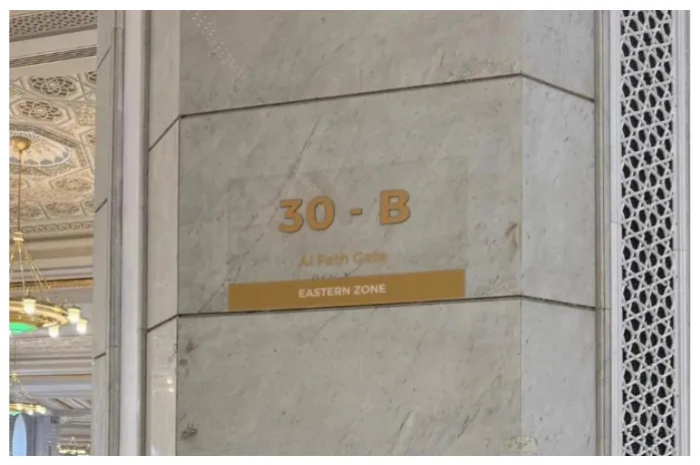 30 - B
Al Fath Gate
EASTERN ZONE